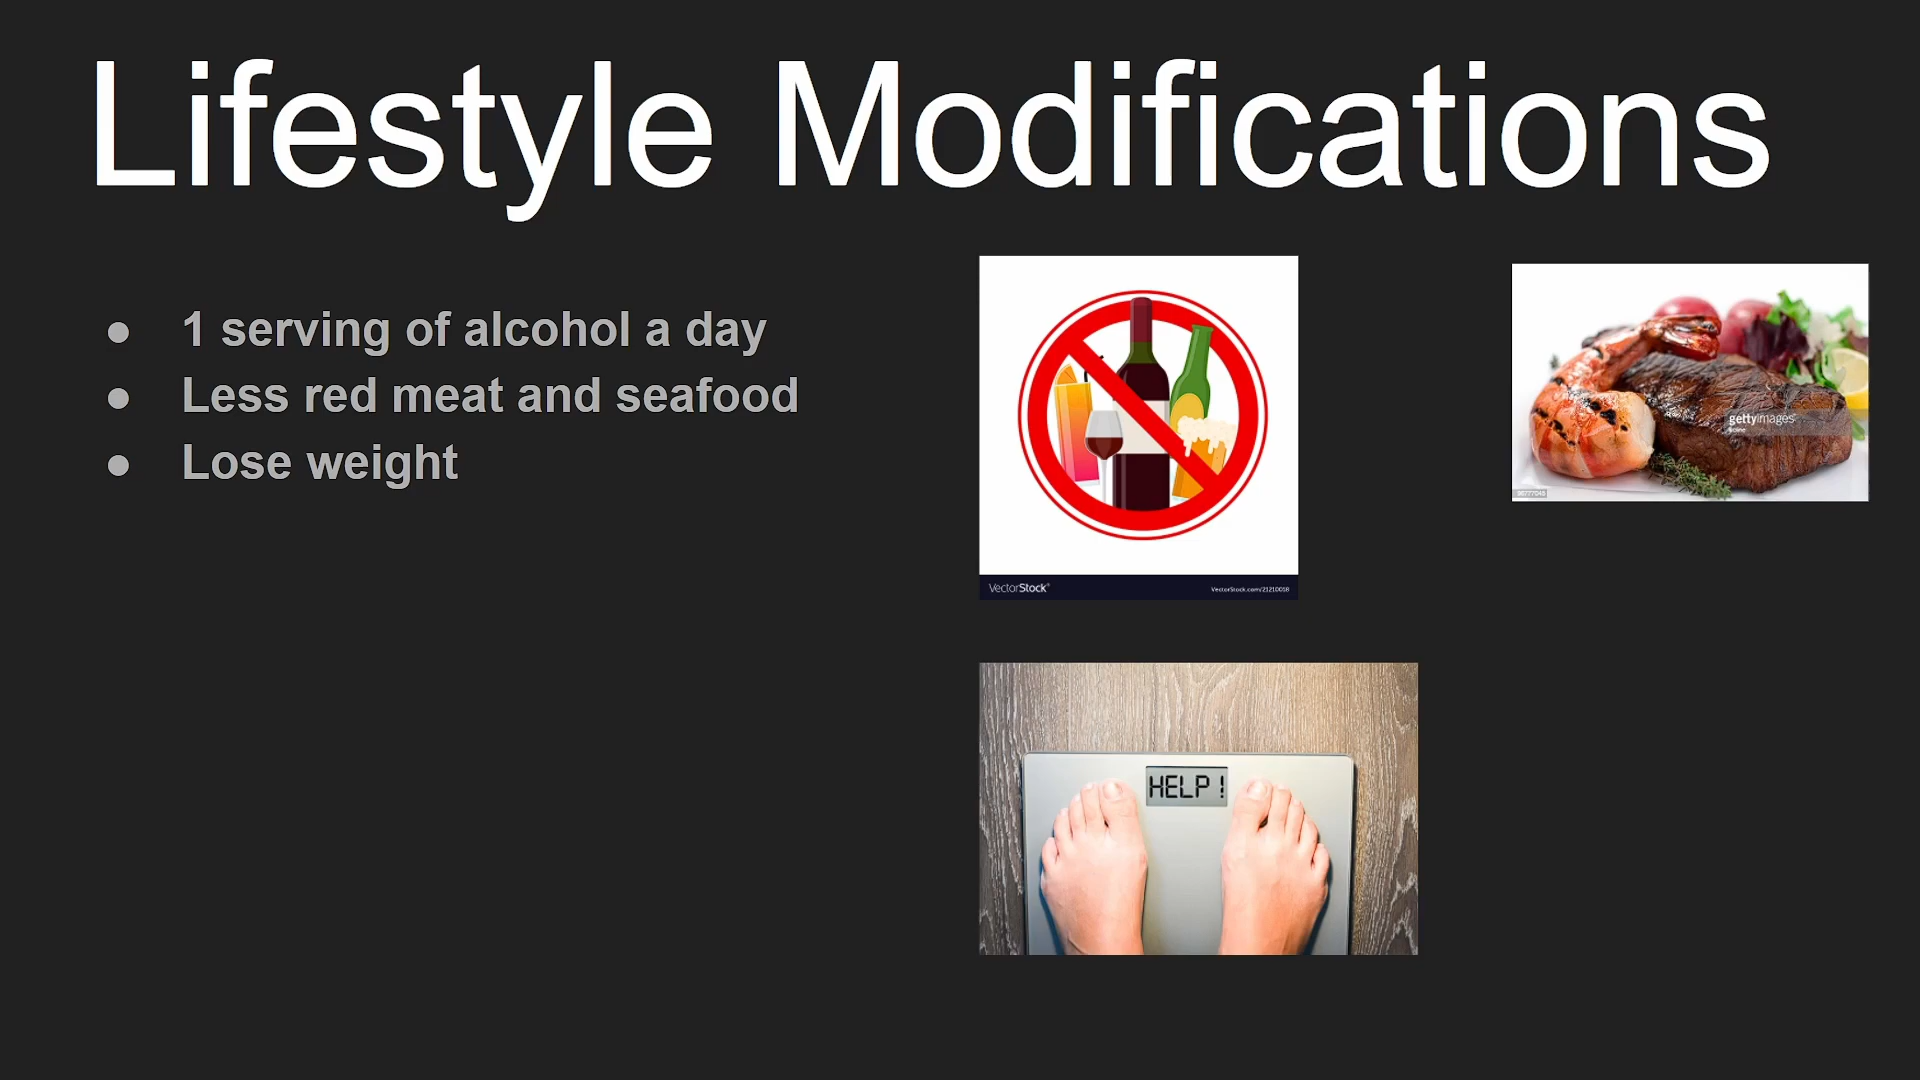 Lifestyle Modifications
● 1 serving of alcohol a day
● Less red meat and seafood
● Lose weight
VectorStock®
VectorStock.com/21210018
gettyimages
HELP!